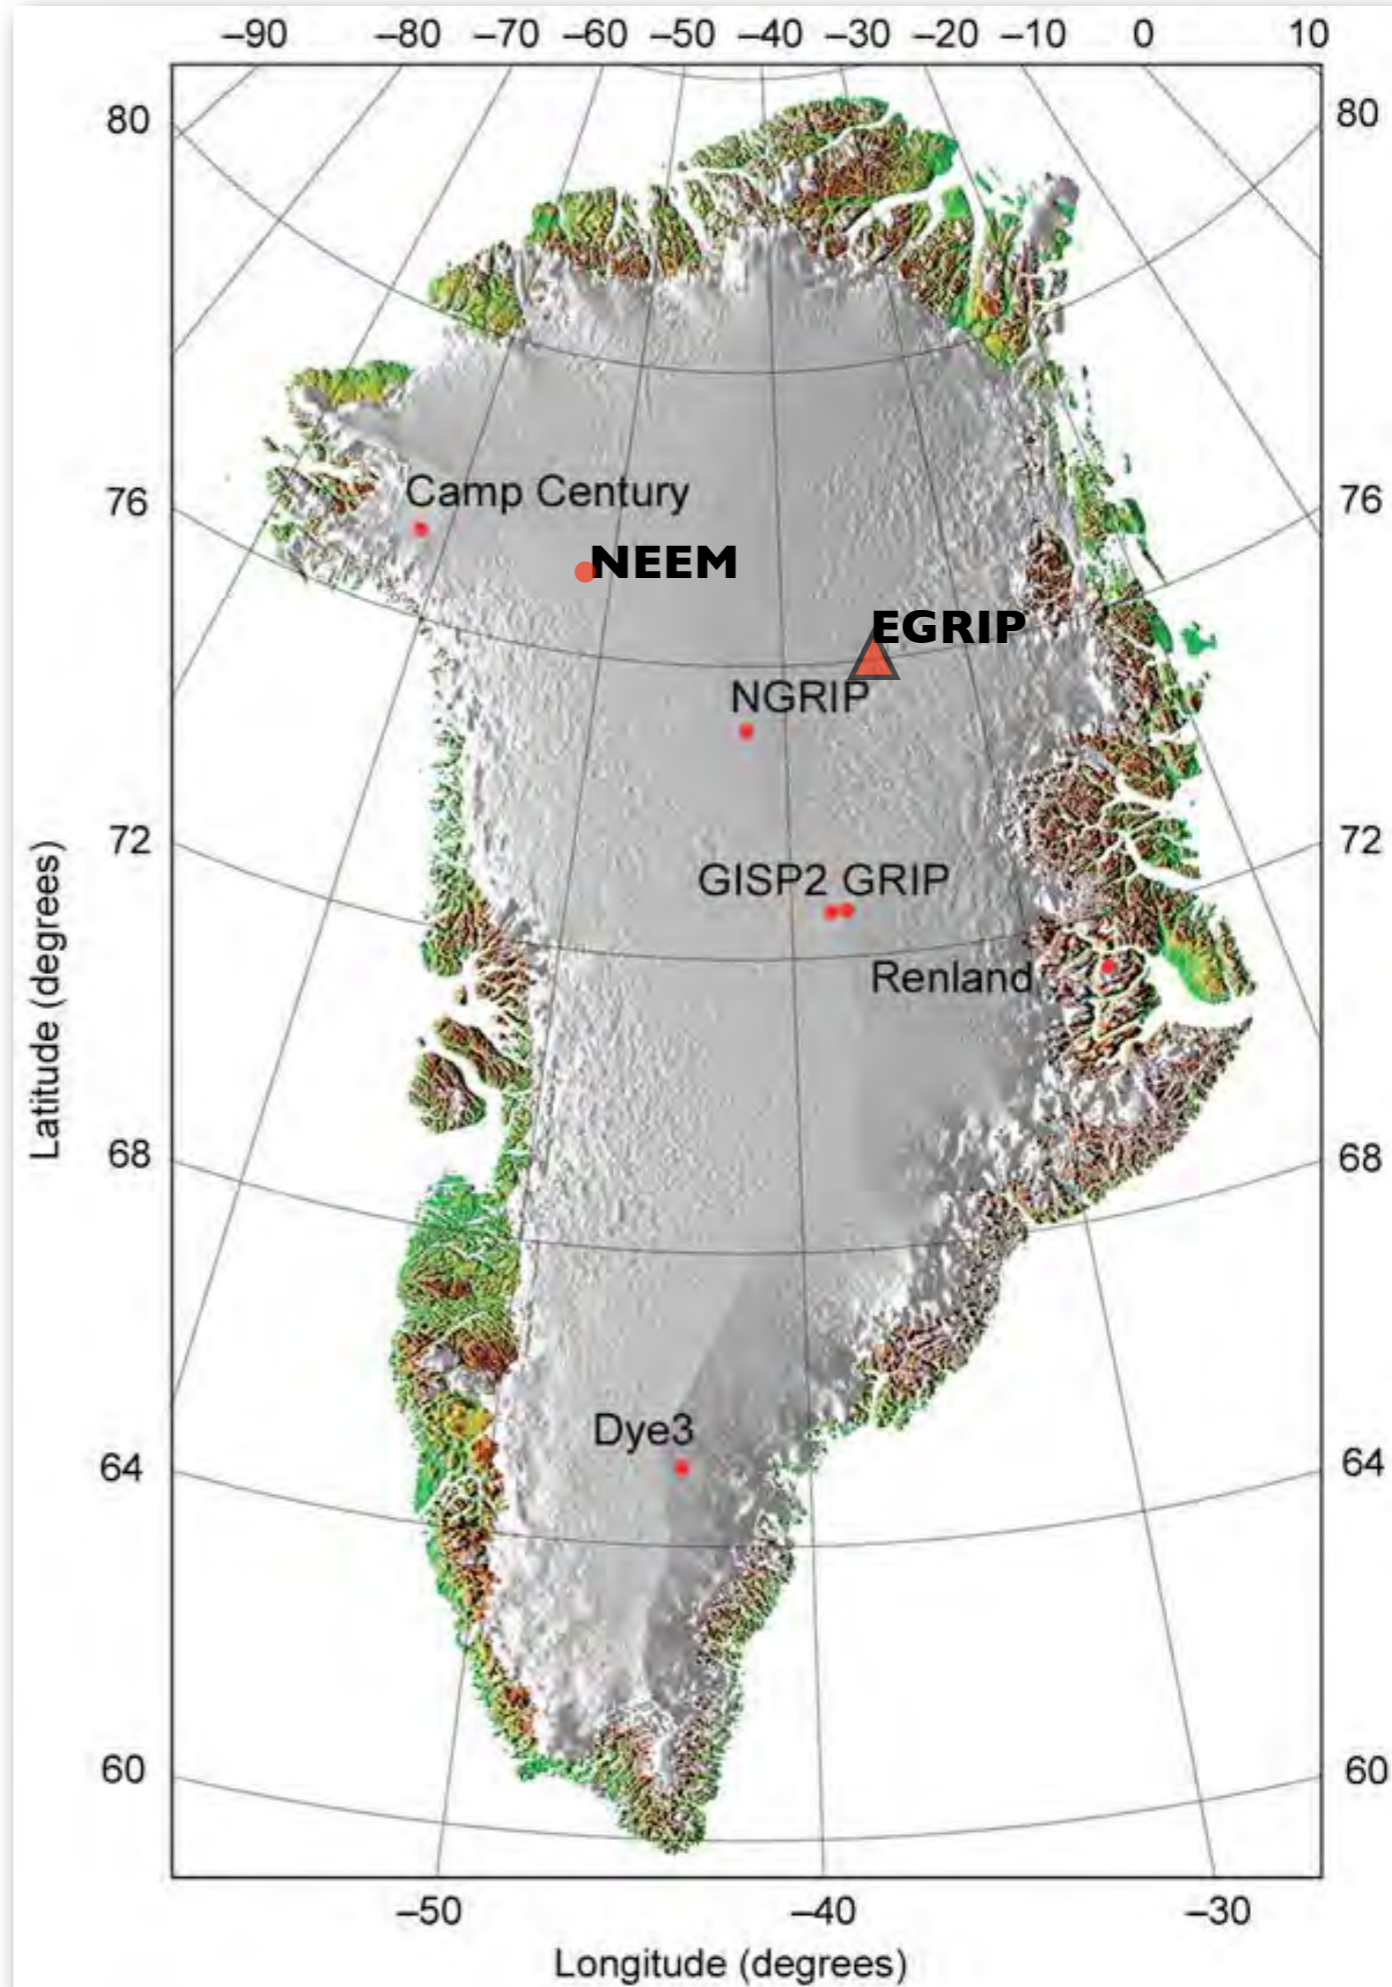 –90 –80 –70 –60 –50 –40 –30 –20 –10 0 10
80 80
Camp Century
76 76
NEEM
EGRIP
NGRIP
72 72
GISP2 GRIP
Renland
Latitude (degrees)
68 68
Dye3
64 64
60 60
–50 –40 –30
Longitude (degrees)